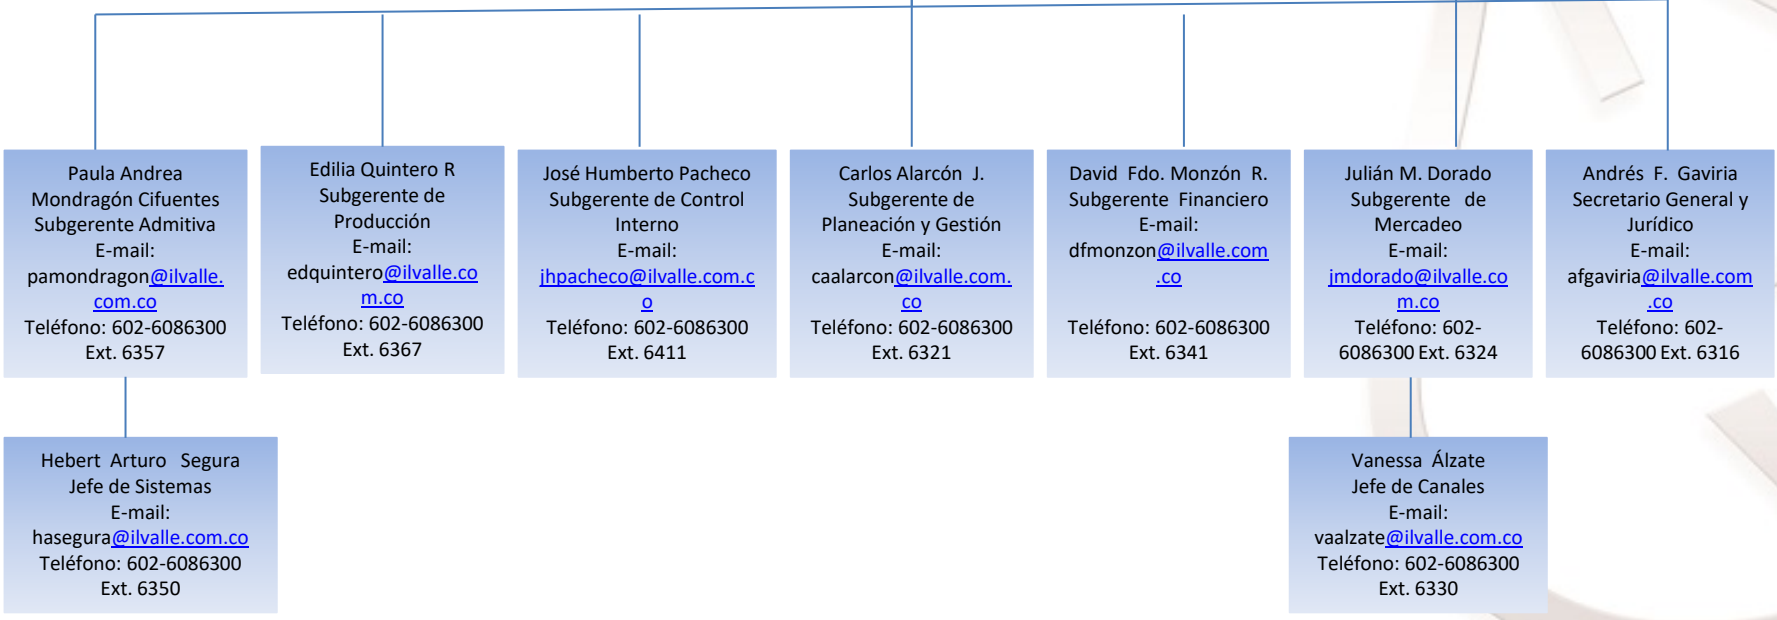 Paula Andrea
Mondragón Cifuentes
Subgerente Admitiva
E-mail:
pamondragon@ilvalle.
com.co
Teléfono: 602-6086300
Ext. 6357
Edilia Quintero R
Subgerente de
Producción
E-mail:
edquintero@ilvalle.co
m.co
Teléfono: 602-6086300
Ext. 6367
José Humberto Pacheco
Subgerente de Control
Interno
E-mail:
jhpacheco@ilvalle.com.c
o
Teléfono: 602-6086300
Ext. 6411
Carlos Alarcón J.
Subgerente de
Planeación y Gestión
E-mail:
caalarcon@ilvalle.com.
co
Teléfono: 602-6086300
Ext. 6321
David Fdo. Monzón R.
Subgerente Financiero
E-mail:
dfmonzon@ilvalle.com
.co
Teléfono: 602-6086300
Ext. 6341
Julián M. Dorado
Subgerente de
Mercadeo
E-mail:
jmdorado@ilvalle.co
m.co
Teléfono: 602-
6086300 Ext. 6324
Andrés F. Gaviria
Secretario General y
Jurídico
E-mail:
afgaviria@ilvalle.com
.co
Teléfono: 602-
6086300 Ext. 6316
Hebert Arturo Segura
Jefe de Sistemas
E-mail:
hasegura@ilvalle.com.co
Teléfono: 602-6086300
Ext. 6350
Vanessa Álzate
Jefe de Canales
E-mail:
vaalzate@ilvalle.com.co
Teléfono: 602-6086300
Ext. 6330